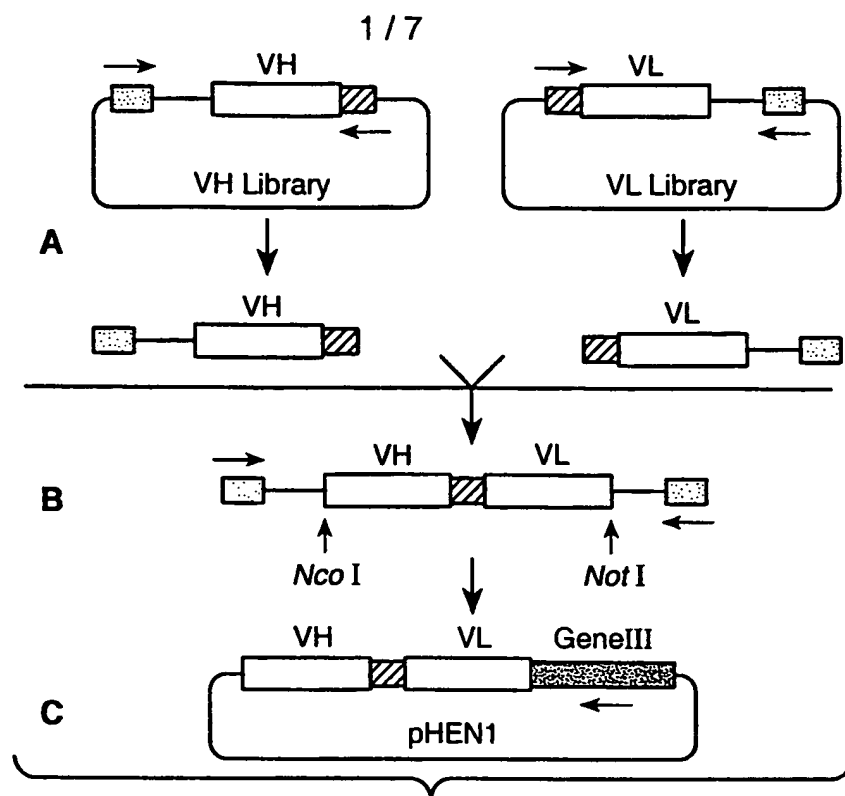 1 / 7
VH
VL
VH Library
VL Library
A
VH
VL
B
VH
VL
Nco I
Not I
C
VH
VL
GeneIII
pHEN1